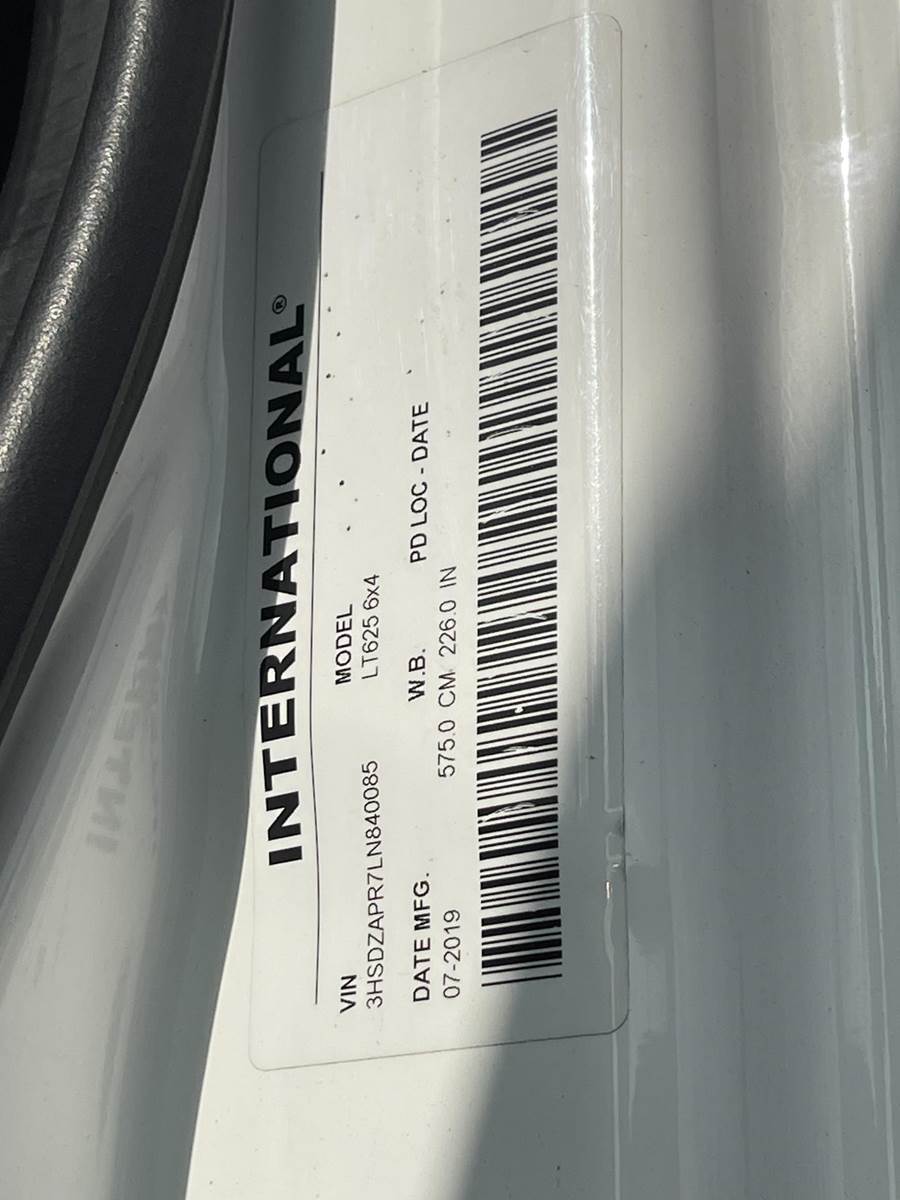 INTERNATIONAL®
VIN MODEL
3HSDZAPR7LN840085 LT625 6x4
DATE MFG. W.B. PD LOC - DATE
07-2019 575.0 CM 226.0 IN